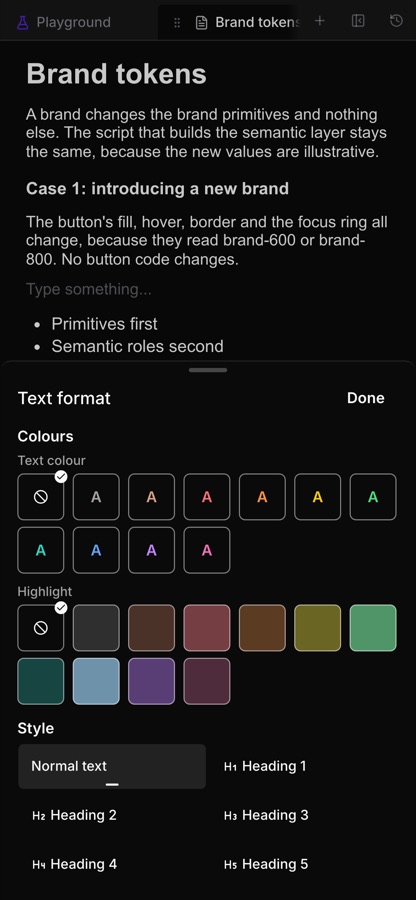 Playground
Brand tokens
Brand tokens
A brand changes the brand primitives and nothing
else. The script that builds the semantic layer stays
the same, because the new values are illustrative.
Case 1: introducing a new brand
The button's fill, hover, border and the focus ring all
change, because they read brand-600 or brand-
800. No button code changes.
Type something...
• Primitives first
• Semantic roles second
Text format
Done
Colours
Text colour
A A A A A A
A A A A
Highlight
Style
Normal text
H1 Heading 1
H2 Heading 2
H3 Heading 3
H4 Heading 4
H5 Heading 5